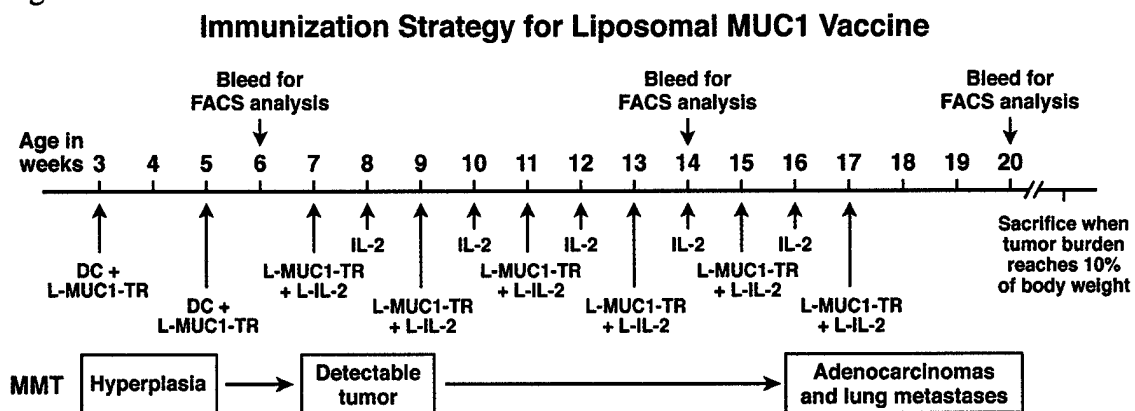 Immunization Strategy for Liposomal MUC1 Vaccine
Bleed for
FACS analysis
Bleed for
FACS analysis
Bleed for
FACS analysis
Age in
weeks 3 4 5 6 7 8 9 10 11 12 13 14 15 16 17 18 19 20
DC +
L-MUC1-TR
DC +
L-MUC1-TR
L-MUC1-TR
+ L-IL-2
IL-2
L-MUC1-TR
+ L-IL-2
IL-2
L-MUC1-TR
+ L-IL-2
IL-2
L-MUC1-TR
+ L-IL-2
IL-2
L-MUC1-TR
+ L-IL-2
IL-2
L-MUC1-TR
+ L-IL-2
Sacrifice when
tumor burden
reaches 10%
of body weight
MMT
Hyperplasia
Detectable
tumor
Adenocarcinomas
and lung metastases